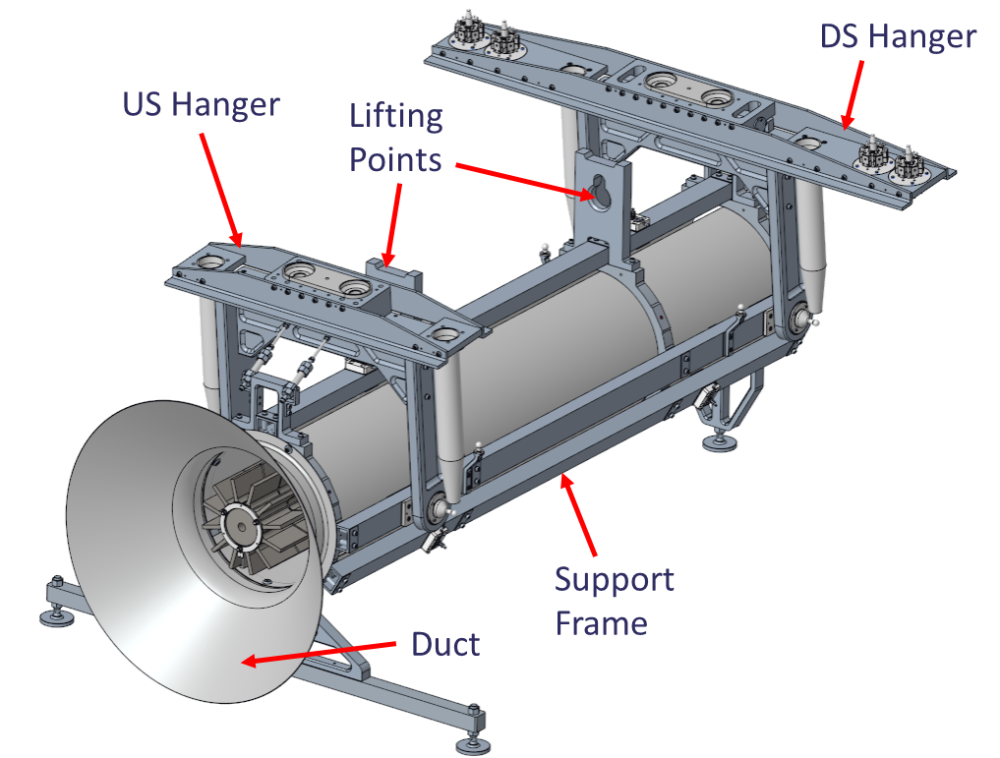 DS Hanger
US Hanger
Lifting
Points
Support
Frame
Duct